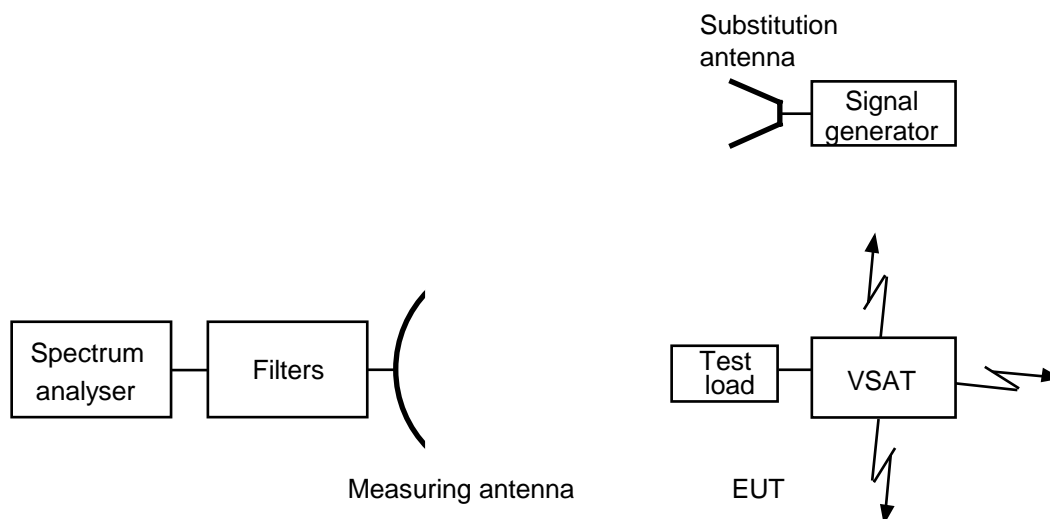 Substitution
antenna
Signal
generator
Spectrum
analyser
Filters
Test
load
VSAT
Measuring antenna
EUT